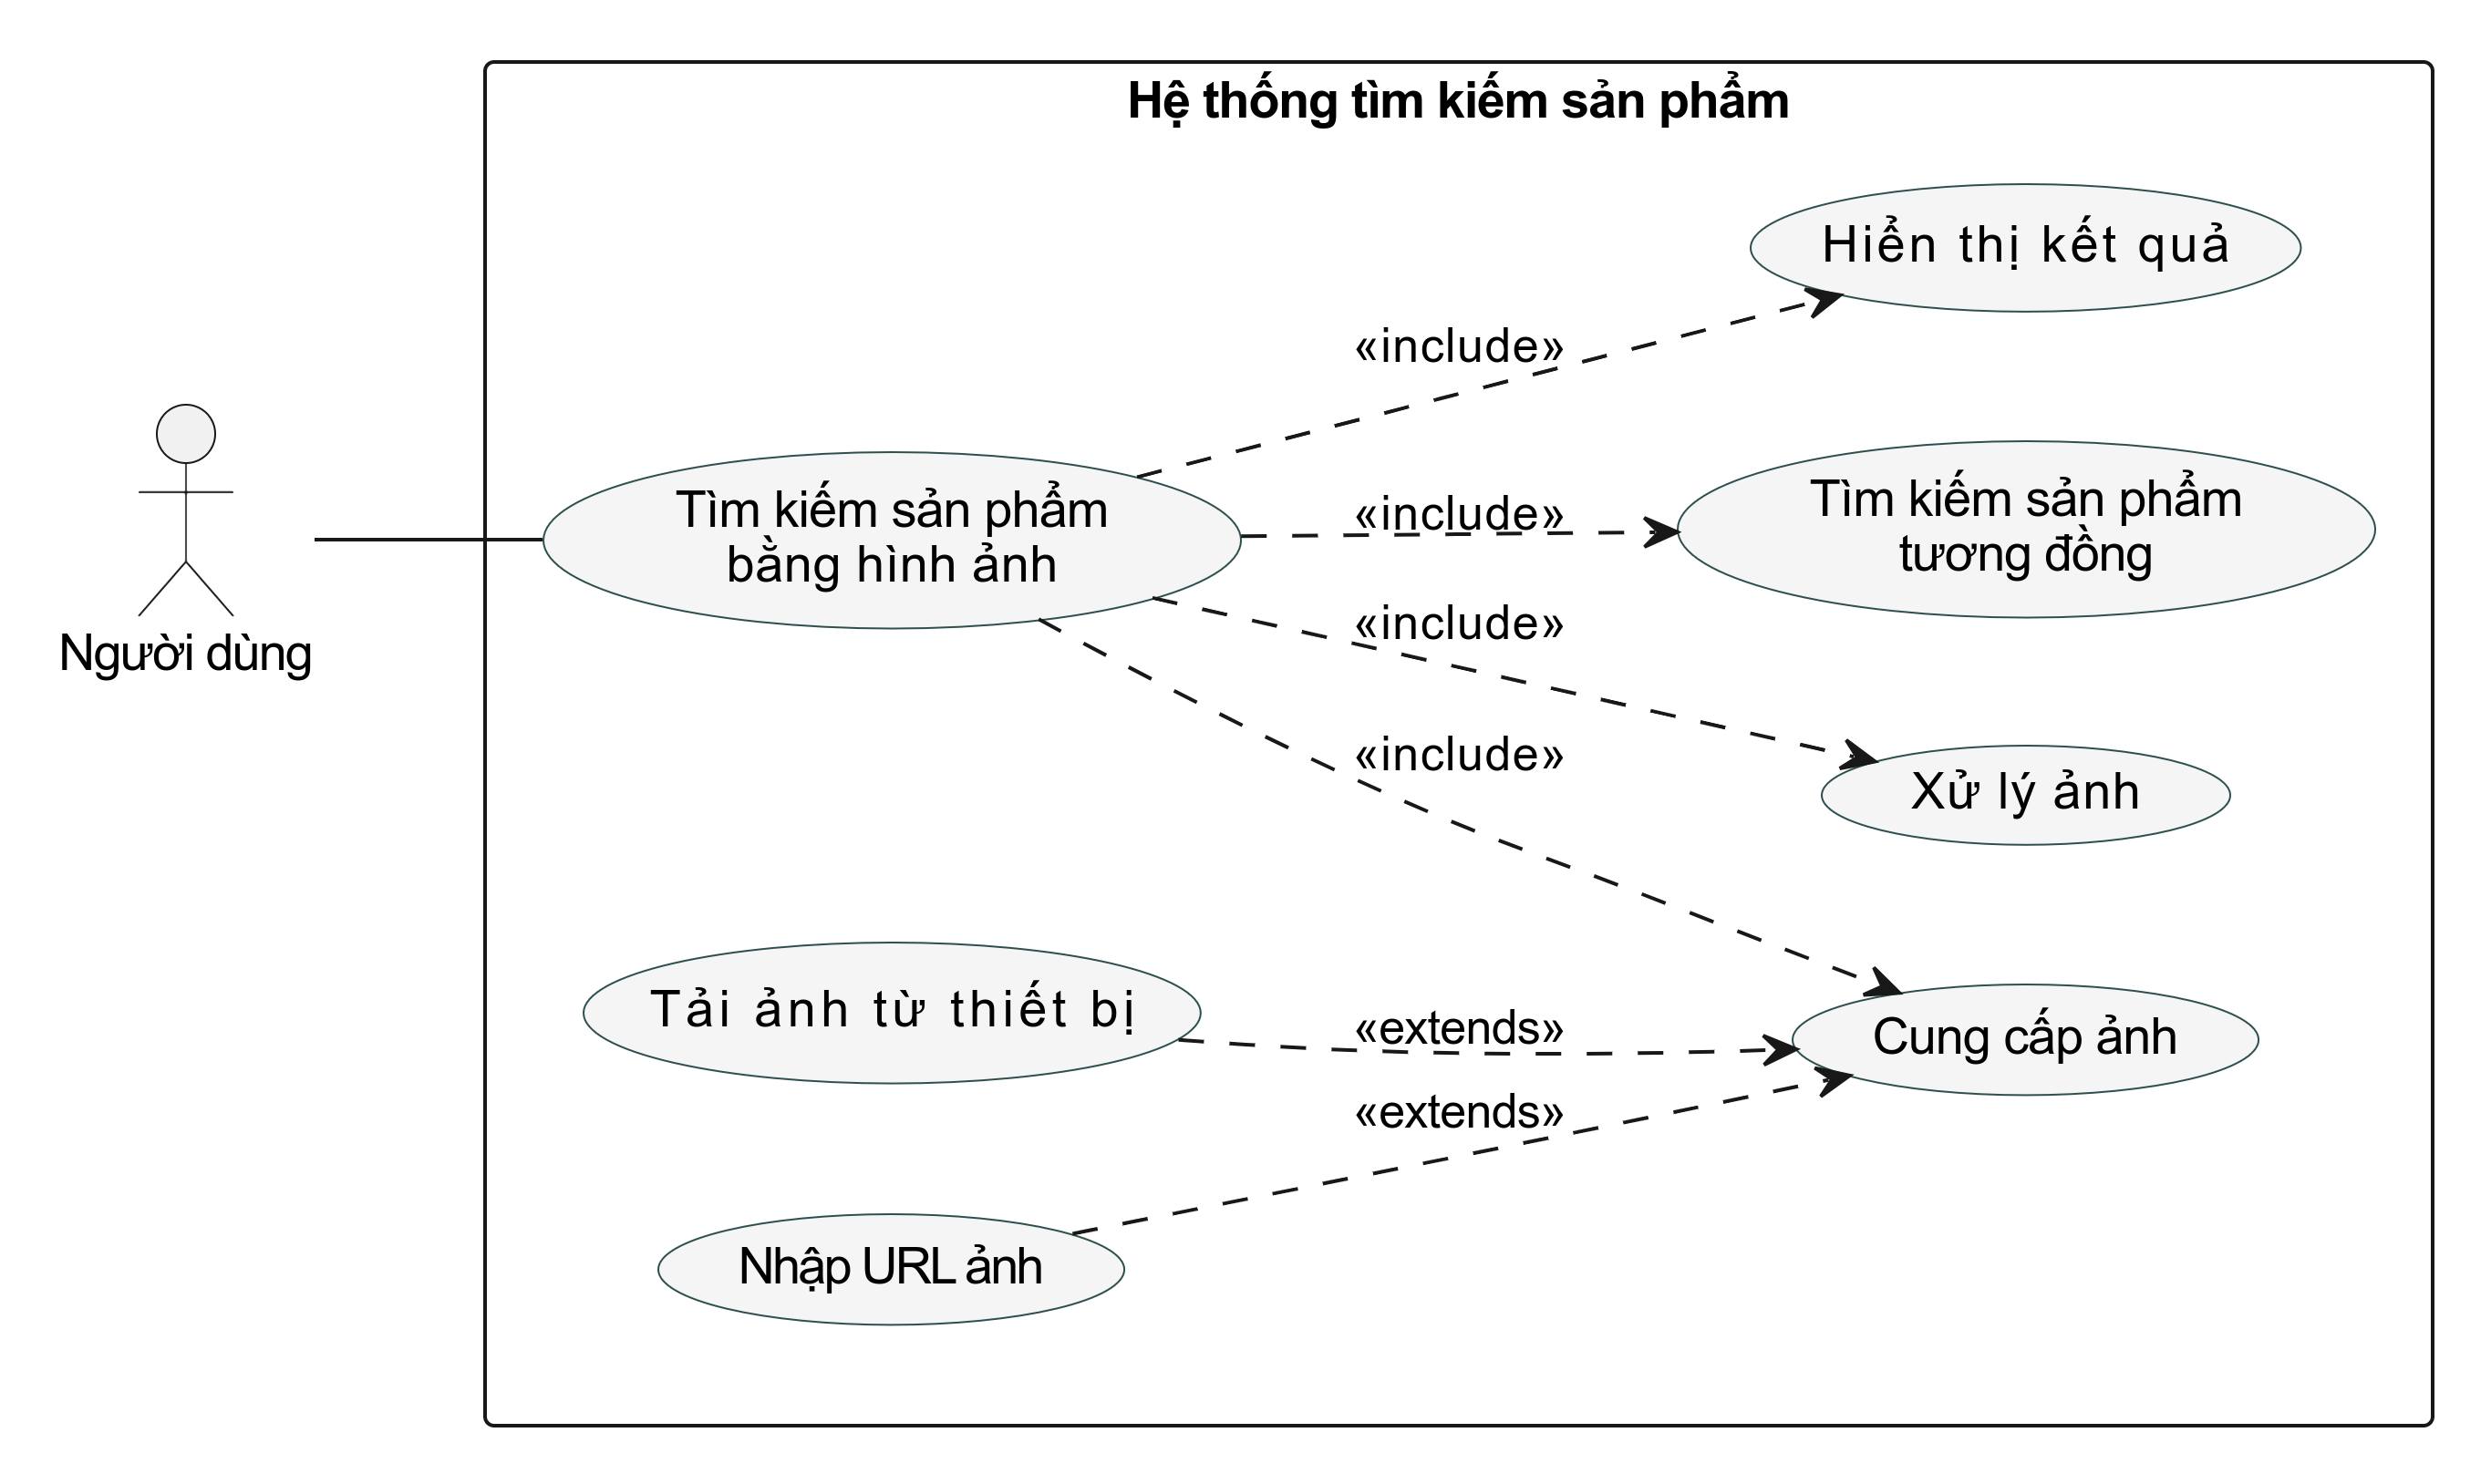 Hệ thống tìm kiếm sản phẩm
Hiển thị kết quả
«include»
Tìm kiếm sản phẩm
bằng hình ảnh
«include»
Tìm kiếm sản phẩm
tương đồng
Người dùng
«include»
«include»
Xử lý ảnh
Tải ảnh từ thiết bị
«extends»
Cung cấp ảnh
«extends»
Nhập URL ảnh